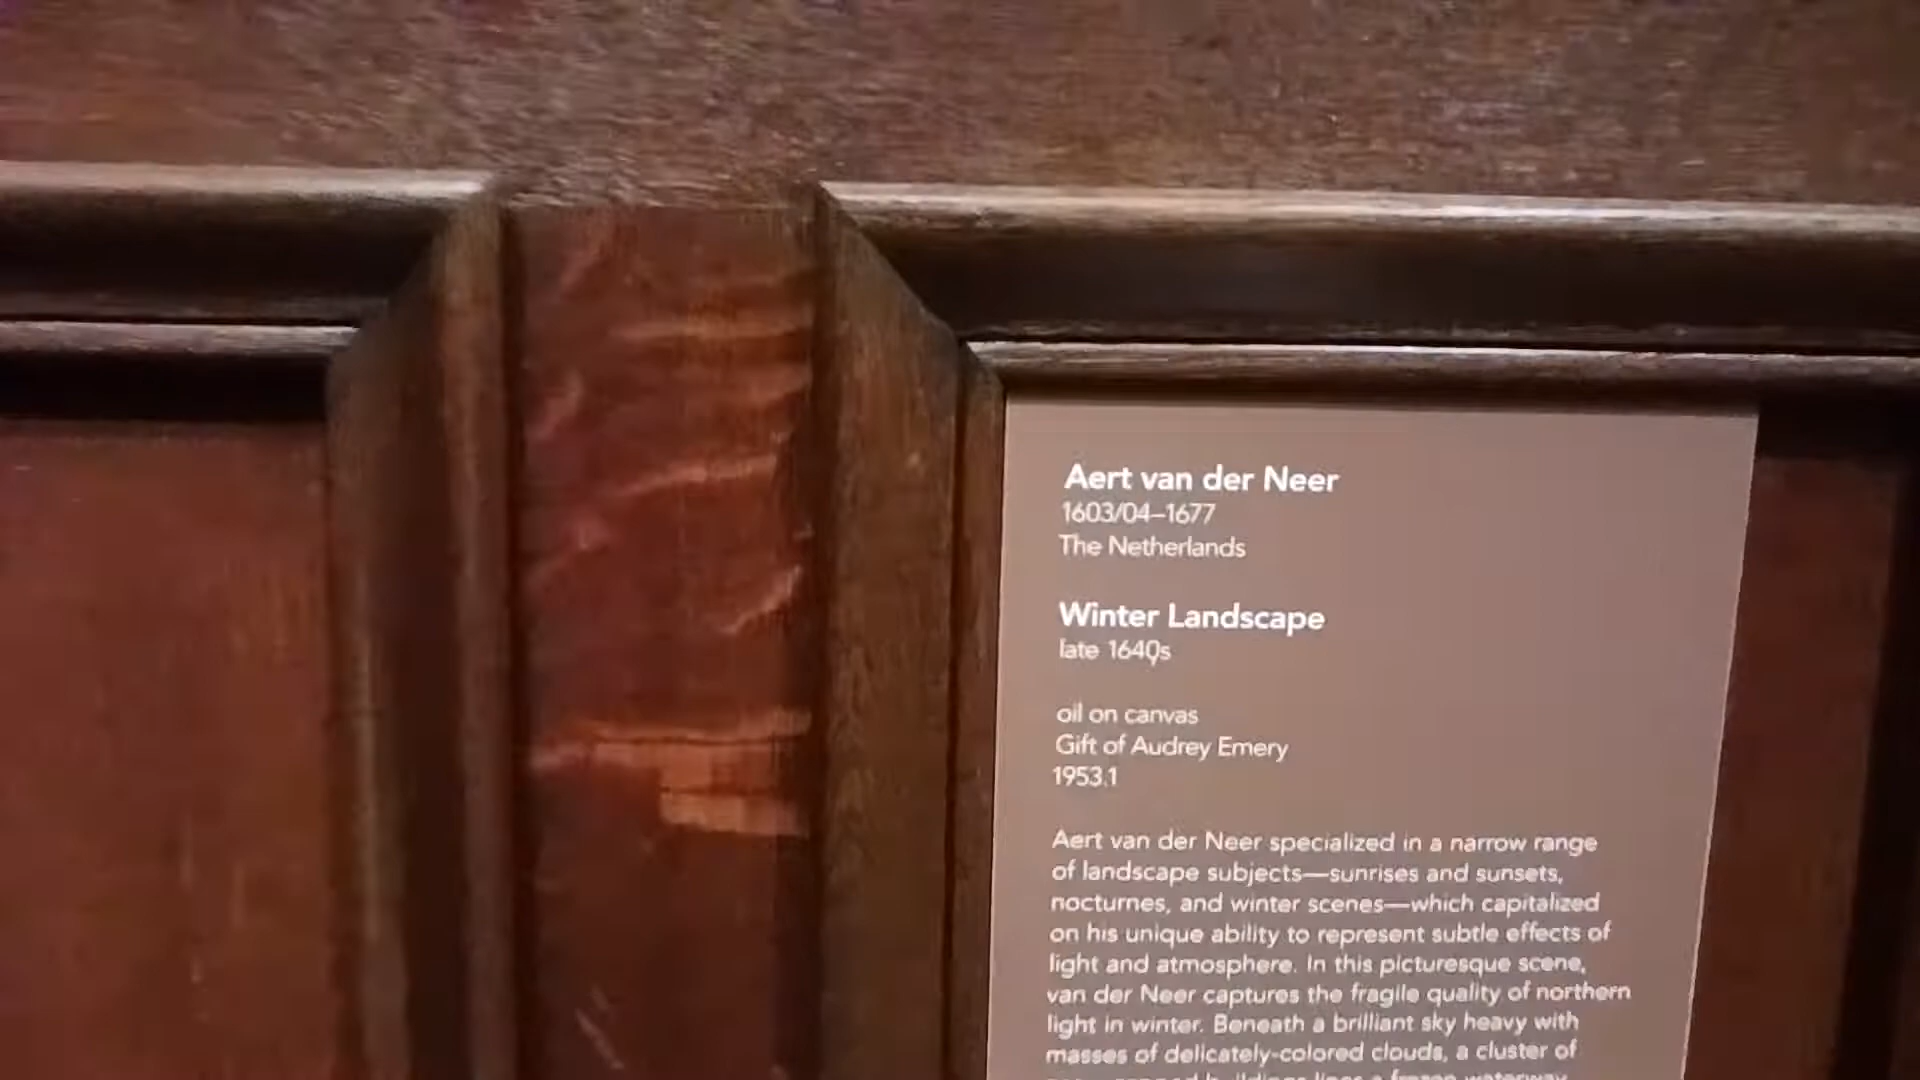 Aert van der Neer
1603/04–1677
The Netherlands
Winter Landscape
late 1640s
oil on canvas
Gift of Audrey Emery
1953.1
Aert van der Neer specialized in a narrow range
of landscape subjects—sunrises and sunsets,
nocturnes, and winter scenes—which capitalized
on his unique ability to represent subtle effects of
light and atmosphere. In this picturesque scene,
van der Neer captures the fragile quality of northern
light in winter. Beneath a brilliant sky heavy with
masses of delicately-colored clouds, a cluster of
buildings lines a frozen waterway